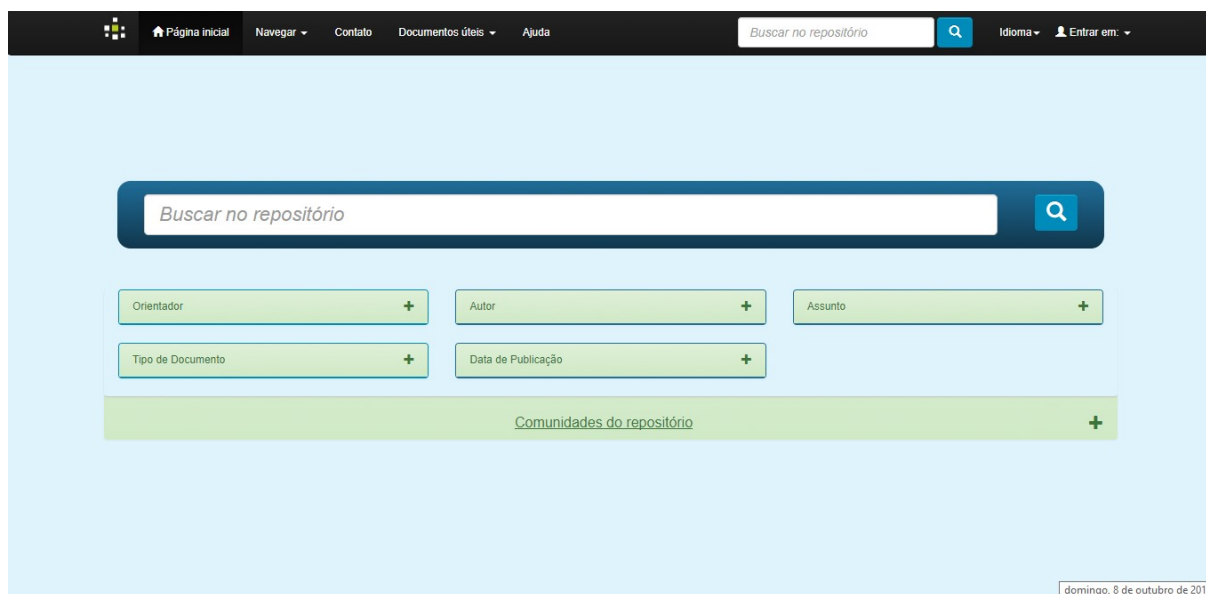 Página inicial Navegar Contato Documentos úteis Ajuda Buscar no repositório Idioma Entrar em:
Buscar no repositório
Orientador Autor Assunto
Tipo de Documento Data de Publicação
Comunidades do repositório
domingo, 8 de outubro de 201